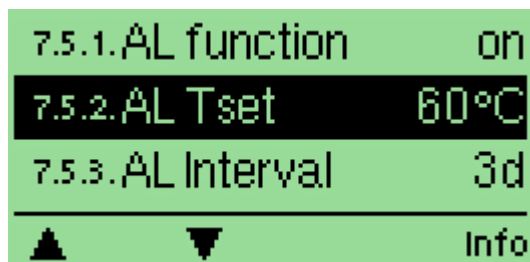 7.5.1. AL function on
7.5.2. AL Tset 60°C
7.5.3. AL Interval 3d
▲ ▼ Info